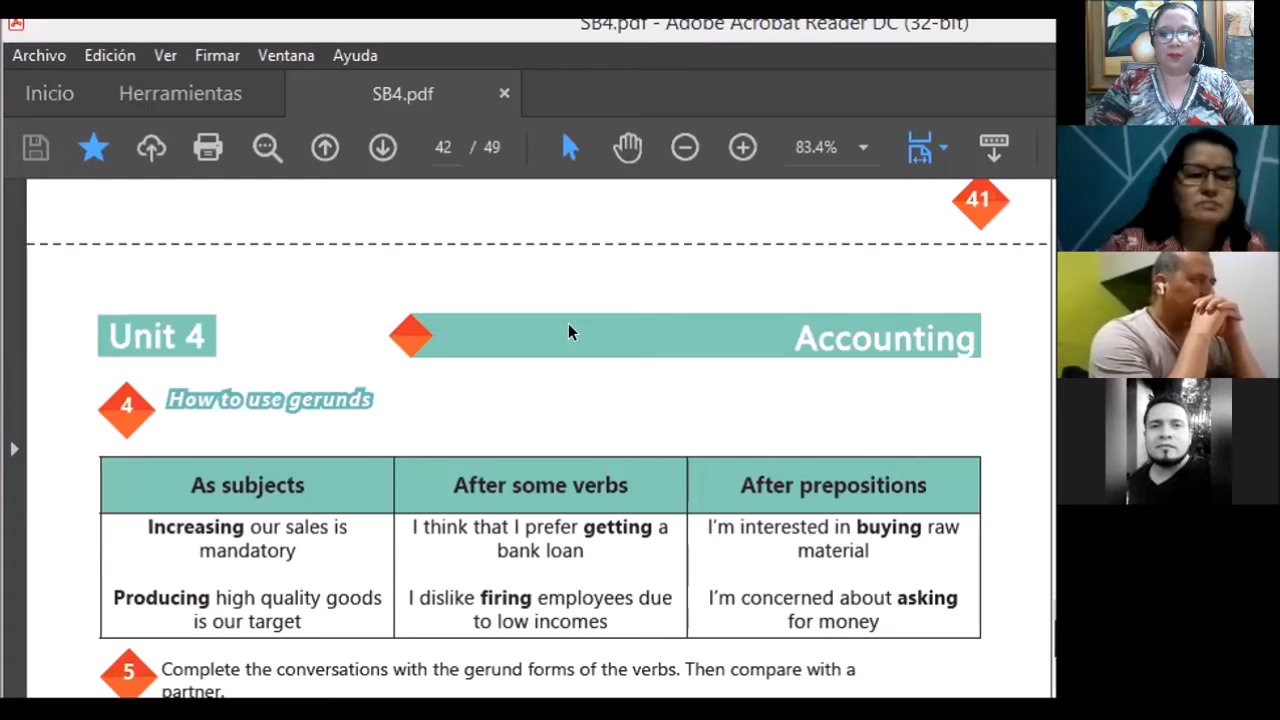 SB4.pdf - Adobe Acrobat Reader DC (32-bit)
Archivo Edición Ver Firmar Ventana Ayuda
Inicio Herramientas SB4.pdf ×
42 / 49 83.4%
41
Unit 4 Accounting
4 How to use gerunds
As subjects After some verbs After prepositions
Increasing our sales is I think that I prefer getting a I'm interested in buying raw
mandatory bank loan material
Producing high quality goods I dislike firing employees due I'm concerned about asking
is our target to low incomes for money
5 Complete the conversations with the gerund forms of the verbs. Then compare with a
partner.